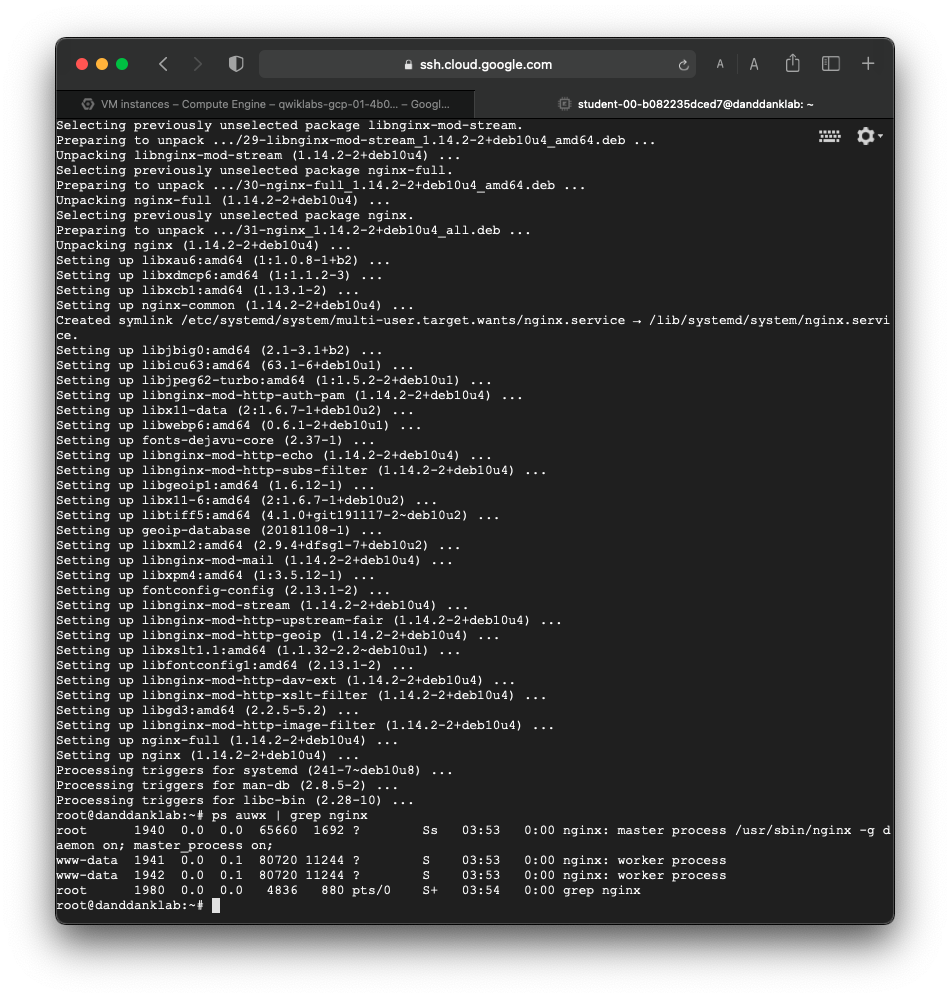 ssh.cloud.google.com
A
A
VM instances – Compute Engine – qwiklabs-gcp-01-4b0... – Googl...
student-00-b082235dced7@danddanklab: ~
Selecting previously unselected package libnginx-mod-stream.
Preparing to unpack .../29-libnginx-mod-stream_1.14.2-2+deb10u4_amd64.deb ...
Unpacking libnginx-mod-stream (1.14.2-2+deb10u4) ...
Selecting previously unselected package nginx-full.
Preparing to unpack .../30-nginx-full_1.14.2-2+deb10u4_amd64.deb ...
Unpacking nginx-full (1.14.2-2+deb10u4) ...
Selecting previously unselected package nginx.
Preparing to unpack .../31-nginx_1.14.2-2+deb10u4_all.deb ...
Unpacking nginx (1.14.2-2+deb10u4) ...
Setting up libxau6:amd64 (1:1.0.8-1+b2) ...
Setting up libxdmcp6:amd64 (1:1.1.2-3) ...
Setting up libxcb1:amd64 (1.13.1-2) ...
Setting up nginx-common (1.14.2-2+deb10u4) ...
Created symlink /etc/systemd/system/multi-user.target.wants/nginx.service → /lib/systemd/system/nginx.servi
ce.
Setting up libjbig0:amd64 (2.1-3.1+b2) ...
Setting up libicu63:amd64 (63.1-6+deb10u1) ...
Setting up libjpeg62-turbo:amd64 (1:1.5.2-2+deb10u1) ...
Setting up libnginx-mod-http-auth-pam (1.14.2-2+deb10u4) ...
Setting up libx11-data (2:1.6.7-1+deb10u2) ...
Setting up libwebp6:amd64 (0.6.1-2+deb10u1) ...
Setting up fonts-dejavu-core (2.37-1) ...
Setting up libnginx-mod-http-echo (1.14.2-2+deb10u4) ...
Setting up libnginx-mod-http-subs-filter (1.14.2-2+deb10u4) ...
Setting up libgeoip1:amd64 (1.6.12-1) ...
Setting up libx11-6:amd64 (2:1.6.7-1+deb10u2) ...
Setting up libtiff5:amd64 (4.1.0+git191117-2~deb10u2) ...
Setting up geoip-database (20181108-1) ...
Setting up libxml2:amd64 (2.9.4+dfsg1-7+deb10u2) ...
Setting up libnginx-mod-mail (1.14.2-2+deb10u4) ...
Setting up libxpm4:amd64 (1:3.5.12-1) ...
Setting up fontconfig-config (2.13.1-2) ...
Setting up libnginx-mod-stream (1.14.2-2+deb10u4) ...
Setting up libnginx-mod-http-upstream-fair (1.14.2-2+deb10u4) ...
Setting up libnginx-mod-http-geoip (1.14.2-2+deb10u4) ...
Setting up libxslt1.1:amd64 (1.1.32-2.2~deb10u1) ...
Setting up libfontconfig1:amd64 (2.13.1-2) ...
Setting up libnginx-mod-http-dav-ext (1.14.2-2+deb10u4) ...
Setting up libnginx-mod-http-xslt-filter (1.14.2-2+deb10u4) ...
Setting up libgd3:amd64 (2.2.5-5.2) ...
Setting up libnginx-mod-http-image-filter (1.14.2-2+deb10u4) ...
Setting up nginx-full (1.14.2-2+deb10u4) ...
Setting up nginx (1.14.2-2+deb10u4) ...
Processing triggers for systemd (241-7~deb10u8) ...
Processing triggers for man-db (2.8.5-2) ...
Processing triggers for libc-bin (2.28-10) ...
root@danddanklab:~# ps auwx | grep nginx
root      1940  0.0  0.0  65660  1692 ?        Ss   03:53   0:00 nginx: master process /usr/sbin/nginx -g d
aemon on; master_process on;
www-data  1941  0.0  0.1  80720 11244 ?        S    03:53   0:00 nginx: worker process
www-data  1942  0.0  0.1  80720 11244 ?        S    03:53   0:00 nginx: worker process
root      1980  0.0  0.0   4836   880 pts/0    S+   03:54   0:00 grep nginx
root@danddanklab:~#